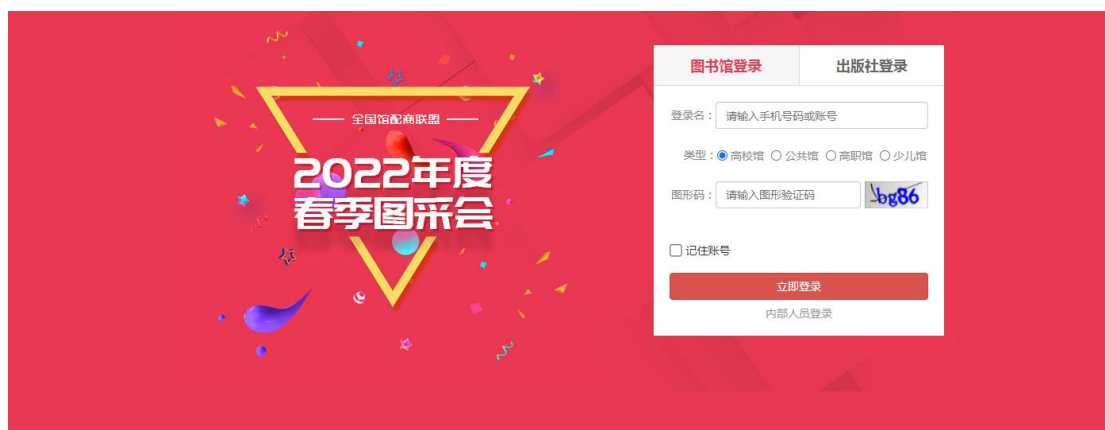 全国馆配商联盟
2022年度
春季图采会
图书馆登录 出版社登录
登录名： 请输入手机号码或账号
类型： 高校馆 公共馆 高职馆 少儿馆
图形码： 请输入图形验证码 bg86
记住账号
立即登录
内部人员登录